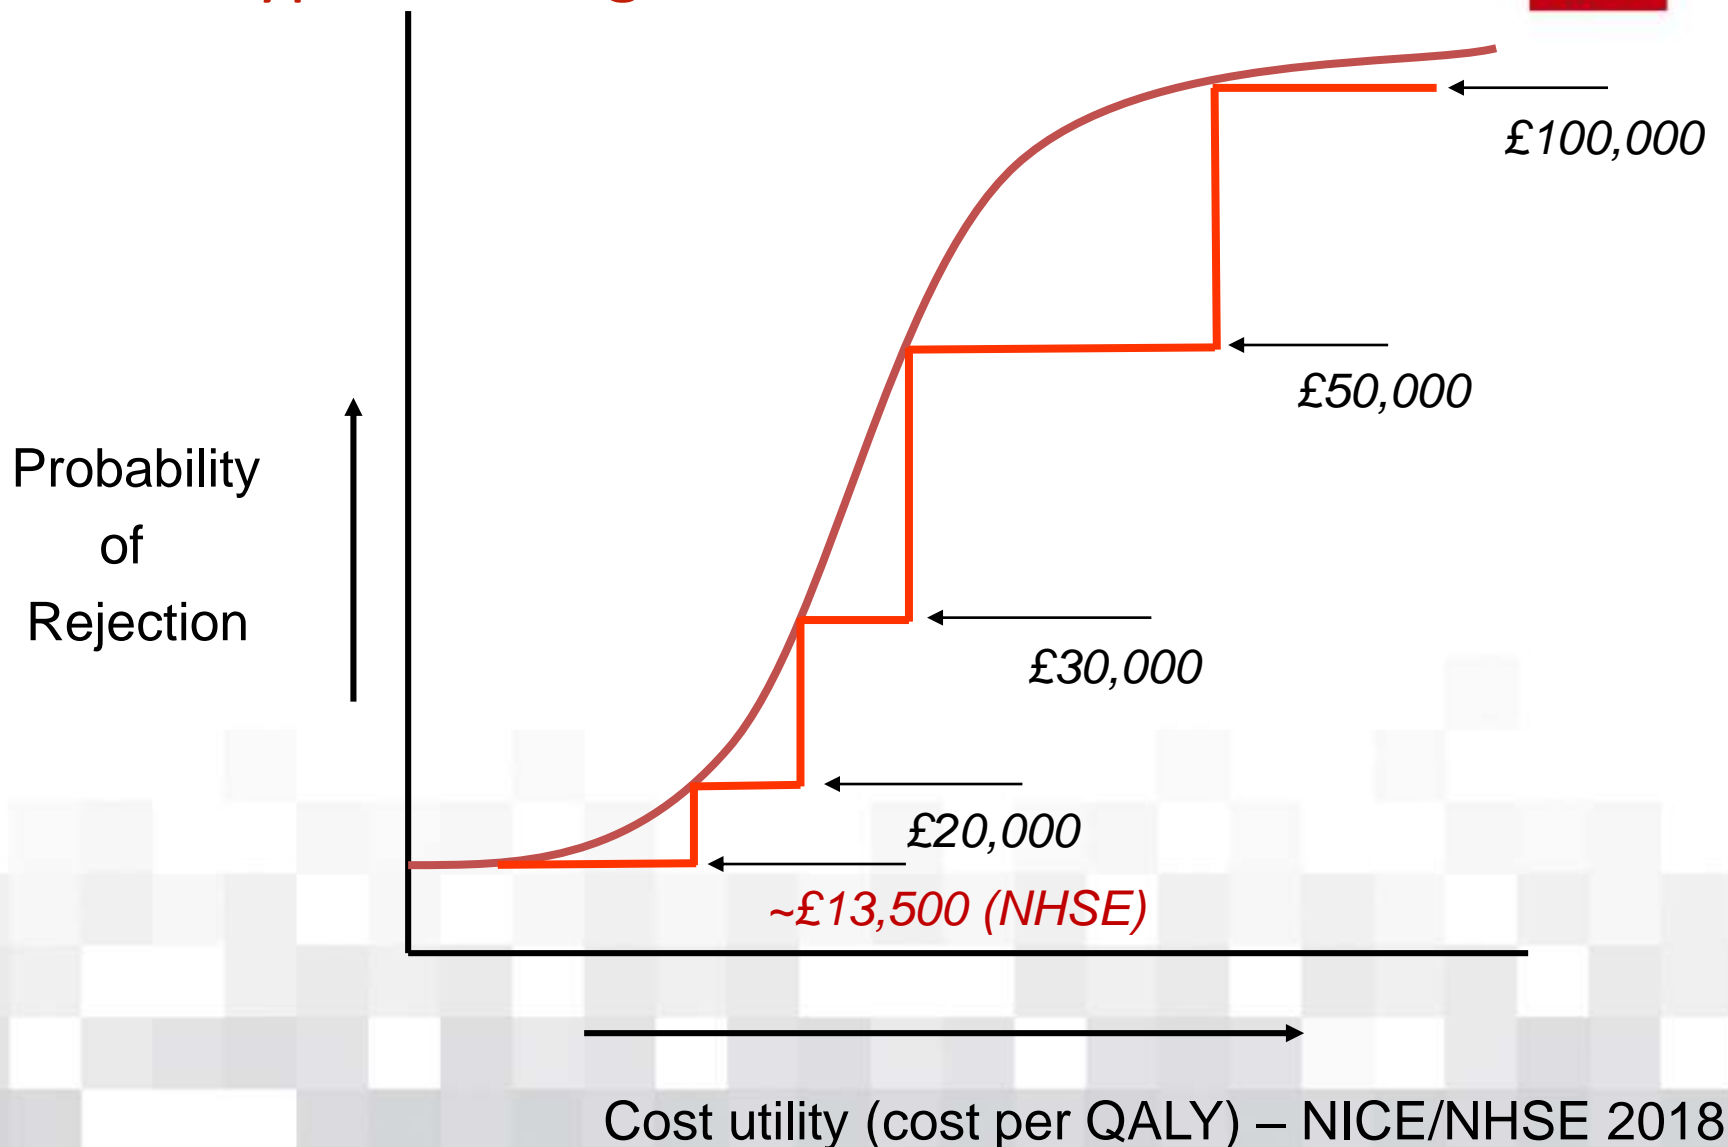 £100,000
£50,000
Probability
of
Rejection
£30,000
£20,000
~£13,500 (NHSE)
Cost utility (cost per QALY) – NICE/NHSE 2018